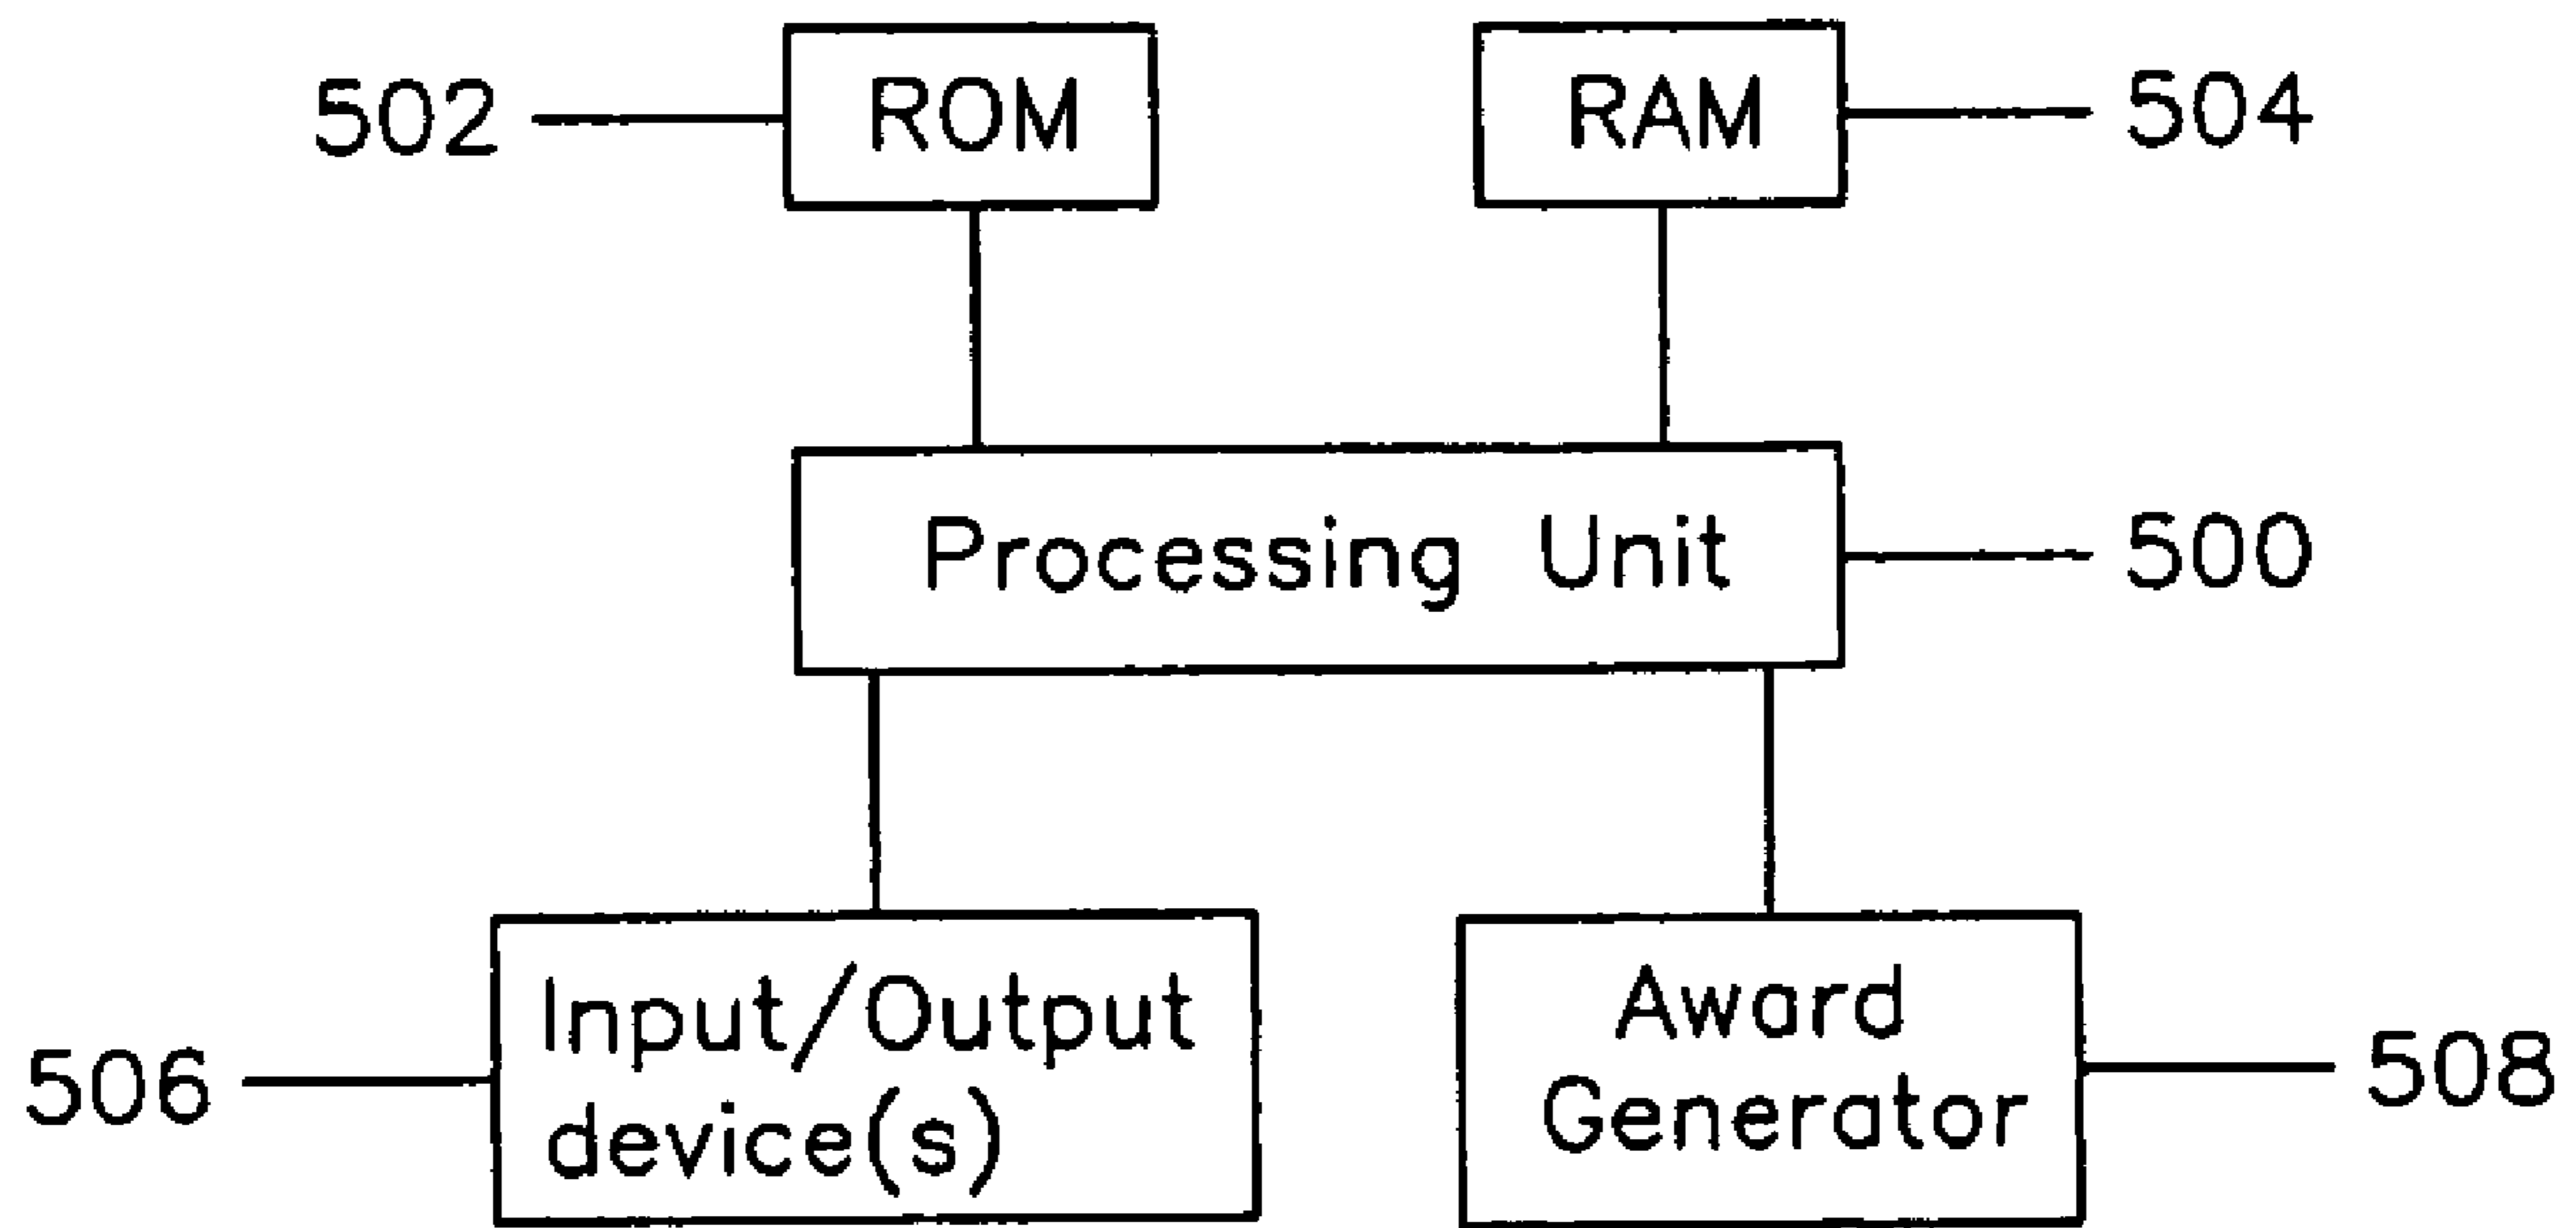 502
ROM
RAM
504
Processing Unit
500
506
Input/Output
device(s)
Award
Generator
508